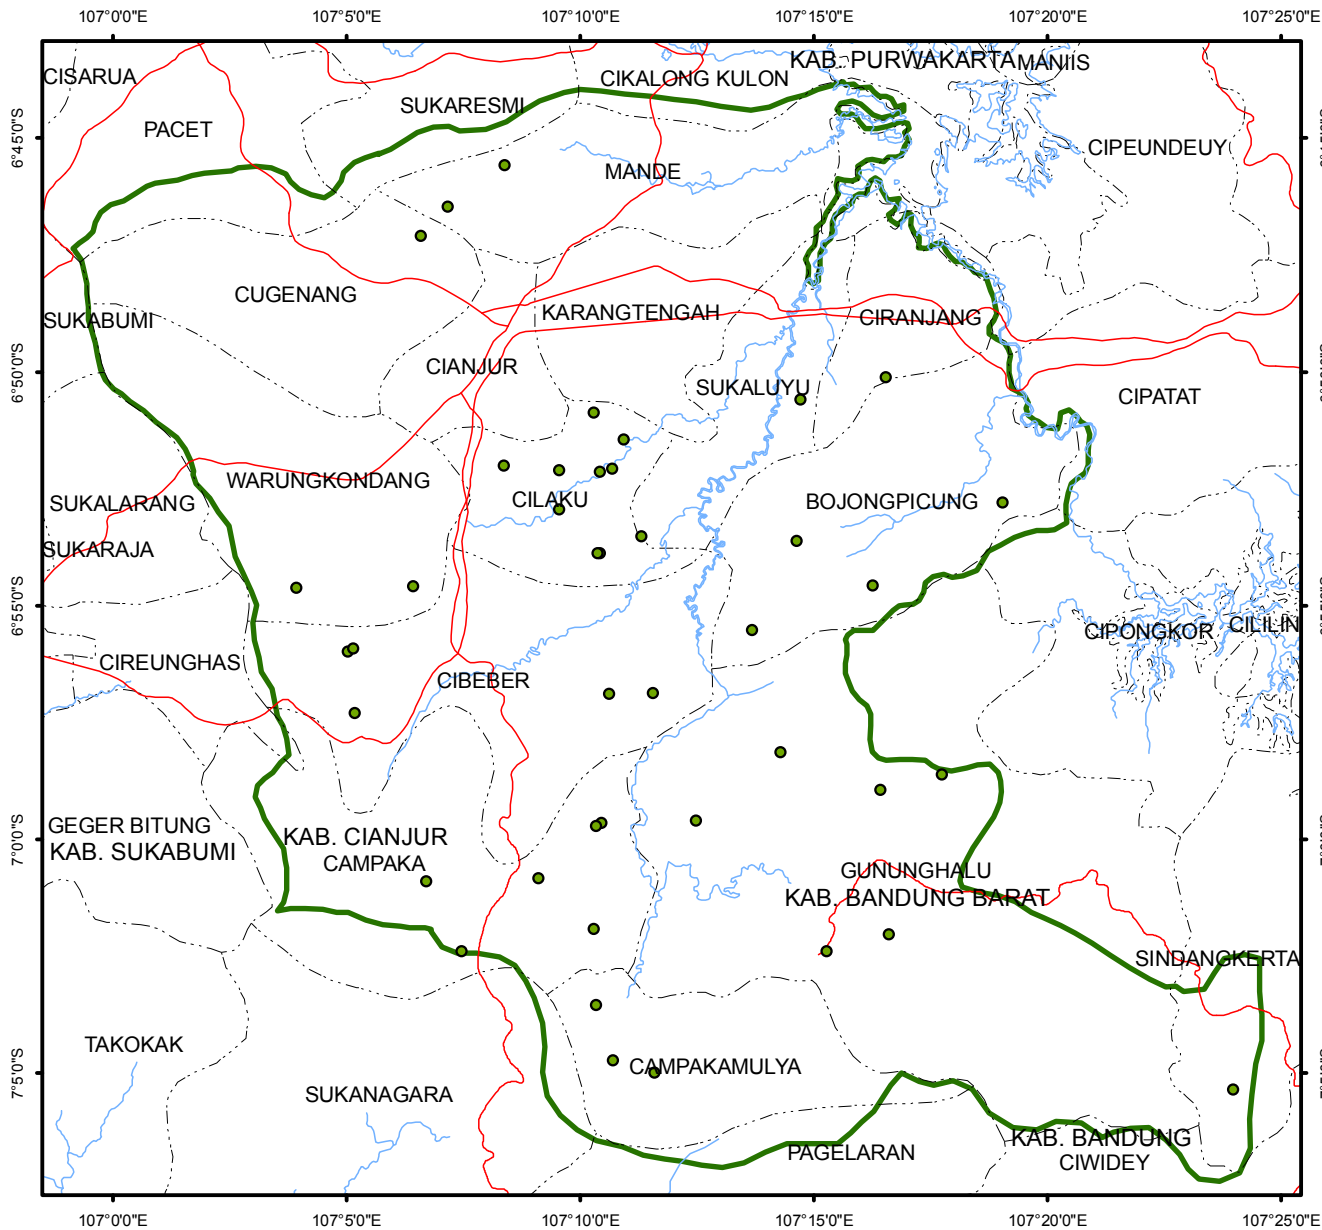 107°0'0"E 107°5'0"E 107°10'0"E 107°15'0"E 107°20'0"E 107°25'0"E
KAB. PURWAKARTA MANIIS
CISARUA CIKALONG KULON
SUKARESMI
PACET
6°45'0"S
CIPEUNDEUY
MANDE
CUGENANG
KARANGTENGAH
SUKABUMI CIRANJANG
CIANJUR
6°50'0"S
SUKALUYU
CIPATAT
WARUNGKONDANG
SUKALARANG CILAKU BOJONGPICUNG
SUKARAJA
6°55'0"S
CIPONGKOR CILILIN
CIREUNGHAS
CIBEBER
GEGER BITUNG
KAB. CIANJUR
7°0'0"S
KAB. SUKABUMI
CAMPAKA
GUNUNGHALU
KAB. BANDUNG BARAT
SINDANGKERTA
TAKOKAK
CAMPAKAMULYA
7°5'0"S
SUKANAGARA
KAB. BANDUNG
PAGELARAN
CIWIDEY
107°0'0"E 107°5'0"E 107°10'0"E 107°15'0"E 107°20'0"E 107°25'0"E